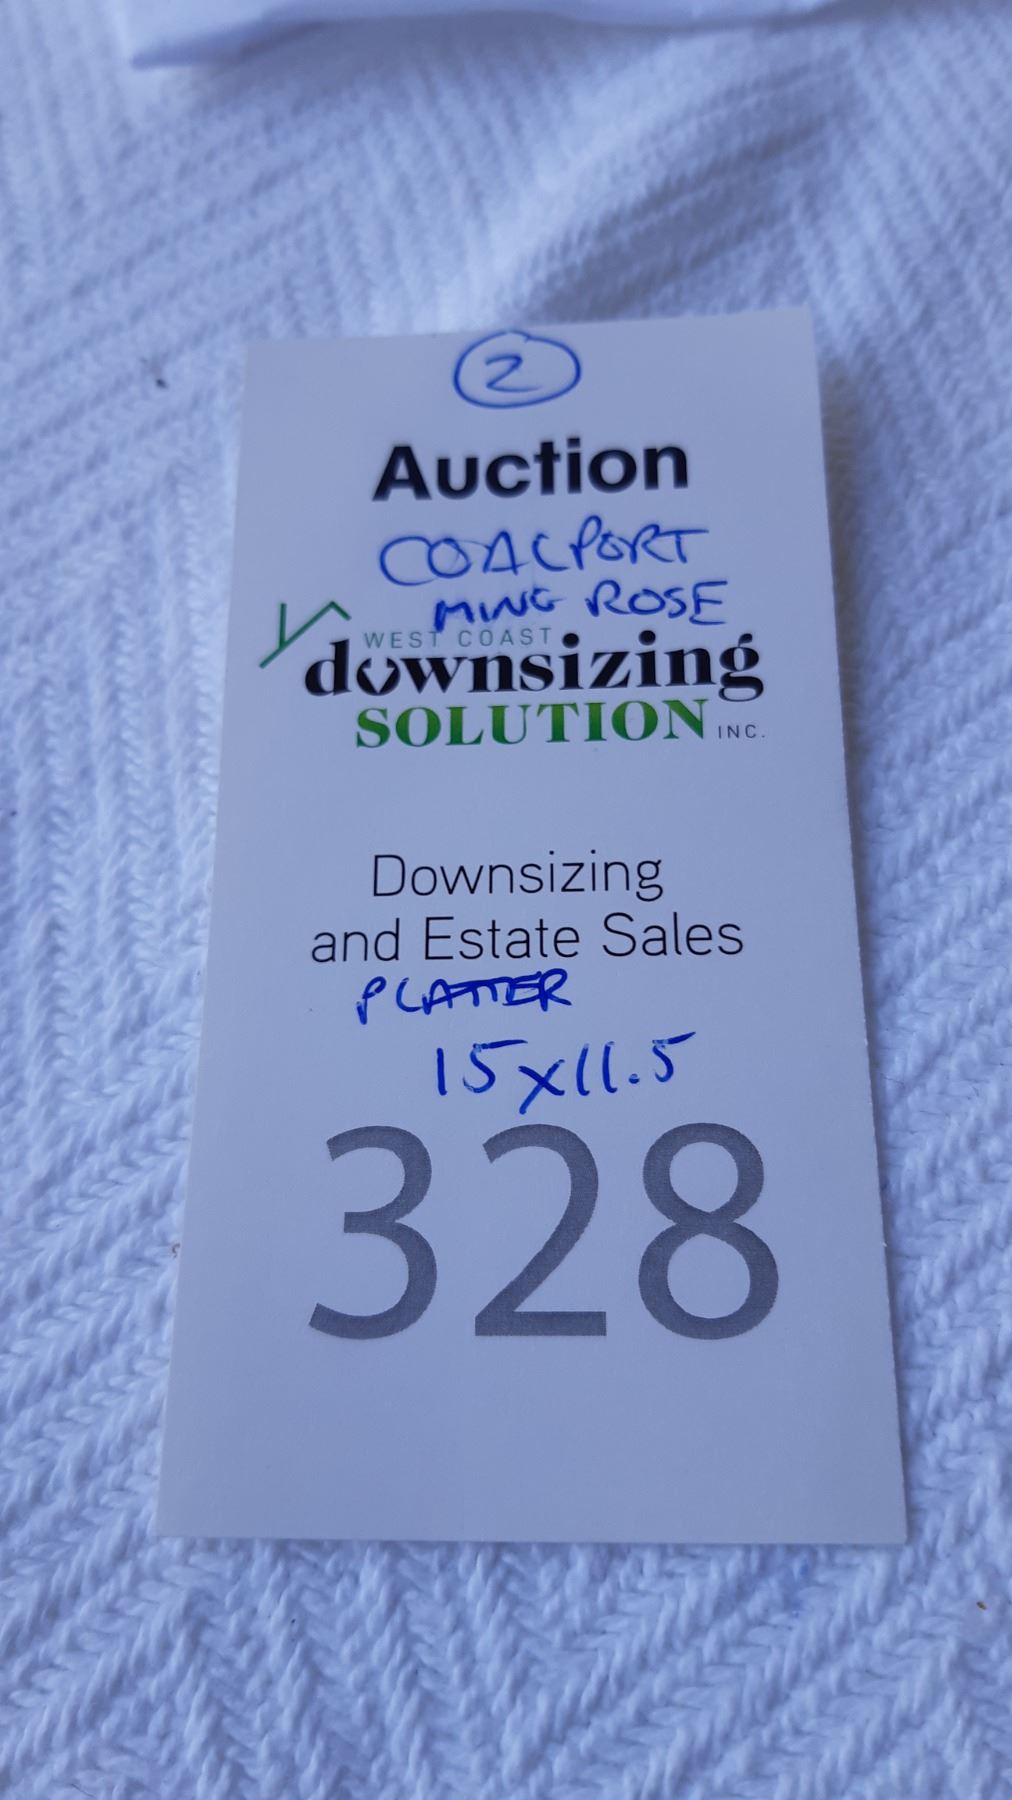 2
Auction
COALPORT
MING ROSE
WEST COAST
downsizing
SOLUTION INC.
Downsizing
and Estate Sales
PLATTER
15x11.5
328